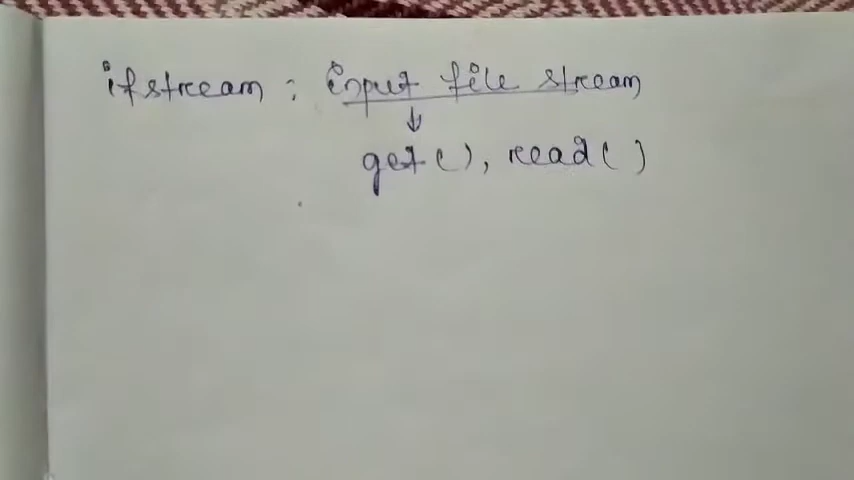 ifstream : input file stream
↓
get(), read()